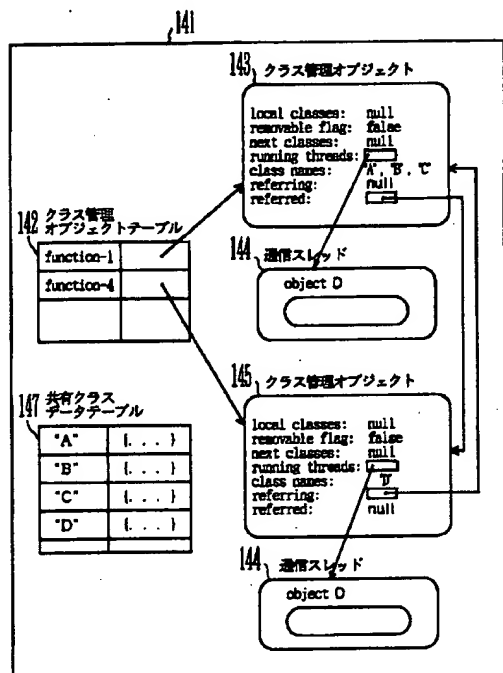 141
143 クラス管理オブジェクト
local classes: null
removable flag: false
next classes: null
running threads:
class names: 'A', 'B', 'C'
referring: null
referred:
142 クラス管理
オブジェクトテーブル
function-1
function-4
144 通信スレッド
object D
145 クラス管理オブジェクト
local classes: null
removable flag: false
next classes: null
running threads:
class names: 'D'
referring:
referred: null
147 共有クラス
データテーブル
"A" {. . . }
"B" {. . . }
"C" {. . . }
"D" {. . . }
144 通信スレッド
object D